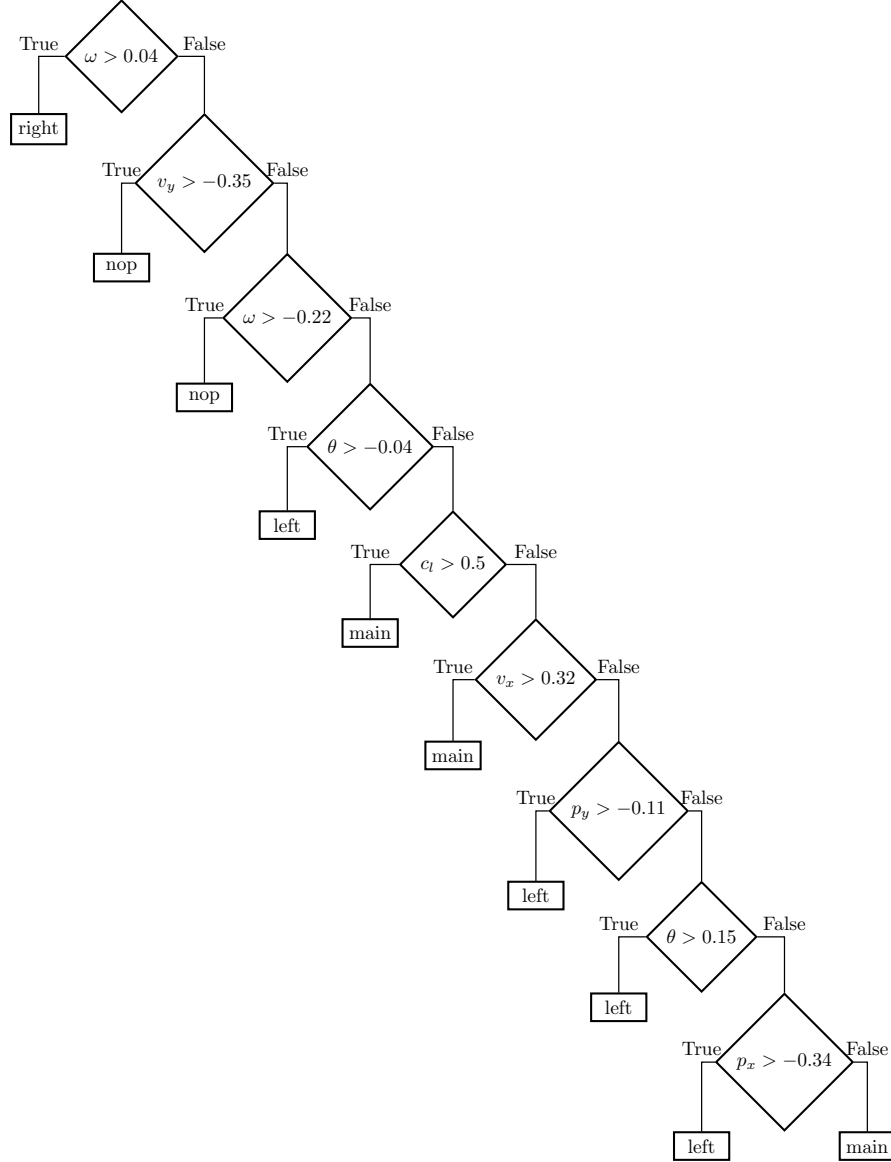 True
False
ω > 0.04
right
True
False
v_y > −0.35
nop
True
False
ω > −0.22
nop
True
False
θ > −0.04
left
True
False
c_l > 0.5
main
True
False
v_x > 0.32
main
True
False
p_y > −0.11
left
True
False
θ > 0.15
left
True
False
p_x > −0.34
left
main